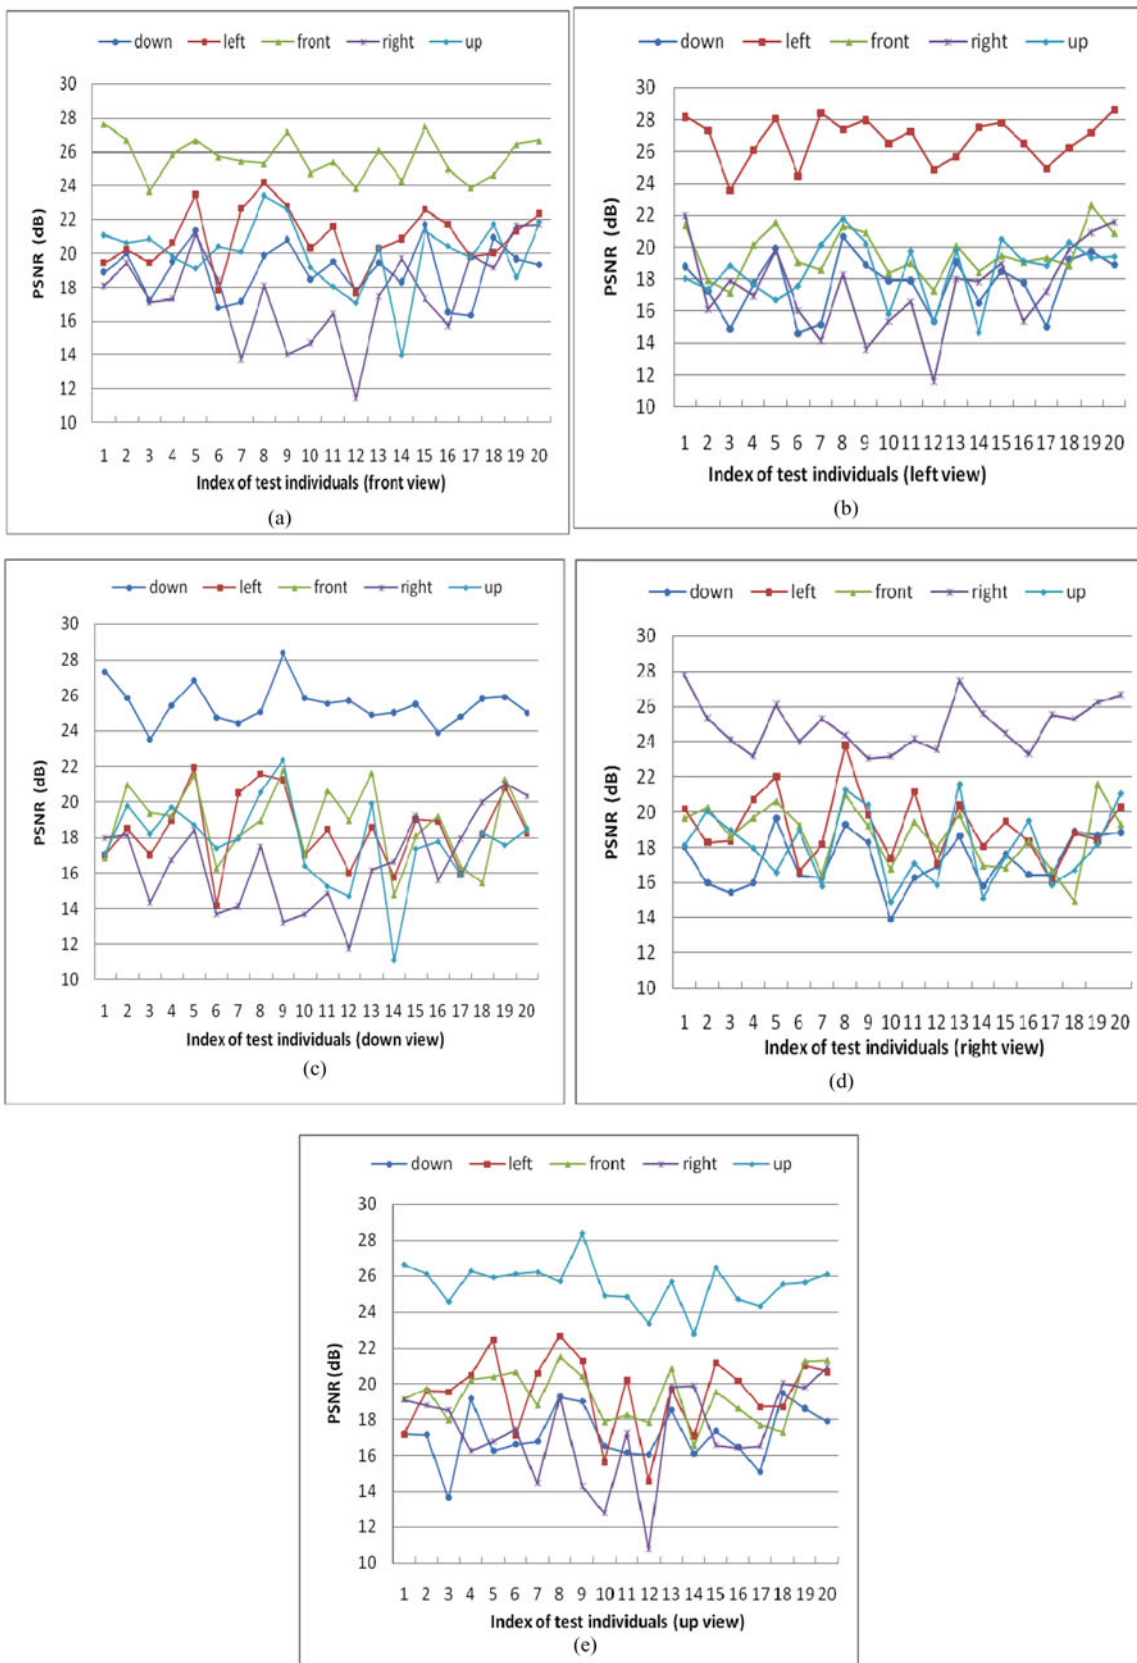 down left front right up
PSNR (dB)
30
28
26
24
22
20
18
16
14
12
10
1 2 3 4 5 6 7 8 9 10 11 12 13 14 15 16 17 18 19 20
Index of test individuals (front view)
(a)
down left front right up
PSNR (dB)
30
28
26
24
22
20
18
16
14
12
10
1 2 3 4 5 6 7 8 9 10 11 12 13 14 15 16 17 18 19 20
Index of test individuals (left view)
(b)
down left front right up
PSNR (dB)
30
28
26
24
22
20
18
16
14
12
10
1 2 3 4 5 6 7 8 9 10 11 12 13 14 15 16 17 18 19 20
Index of test individuals (down view)
(c)
down left front right up
PSNR (dB)
30
28
26
24
22
20
18
16
14
12
10
1 2 3 4 5 6 7 8 9 10 11 12 13 14 15 16 17 18 19 20
Index of test individuals (right view)
(d)
down left front right up
PSNR (dB)
30
28
26
24
22
20
18
16
14
12
10
1 2 3 4 5 6 7 8 9 10 11 12 13 14 15 16 17 18 19 20
Index of test individuals (up view)
(e)